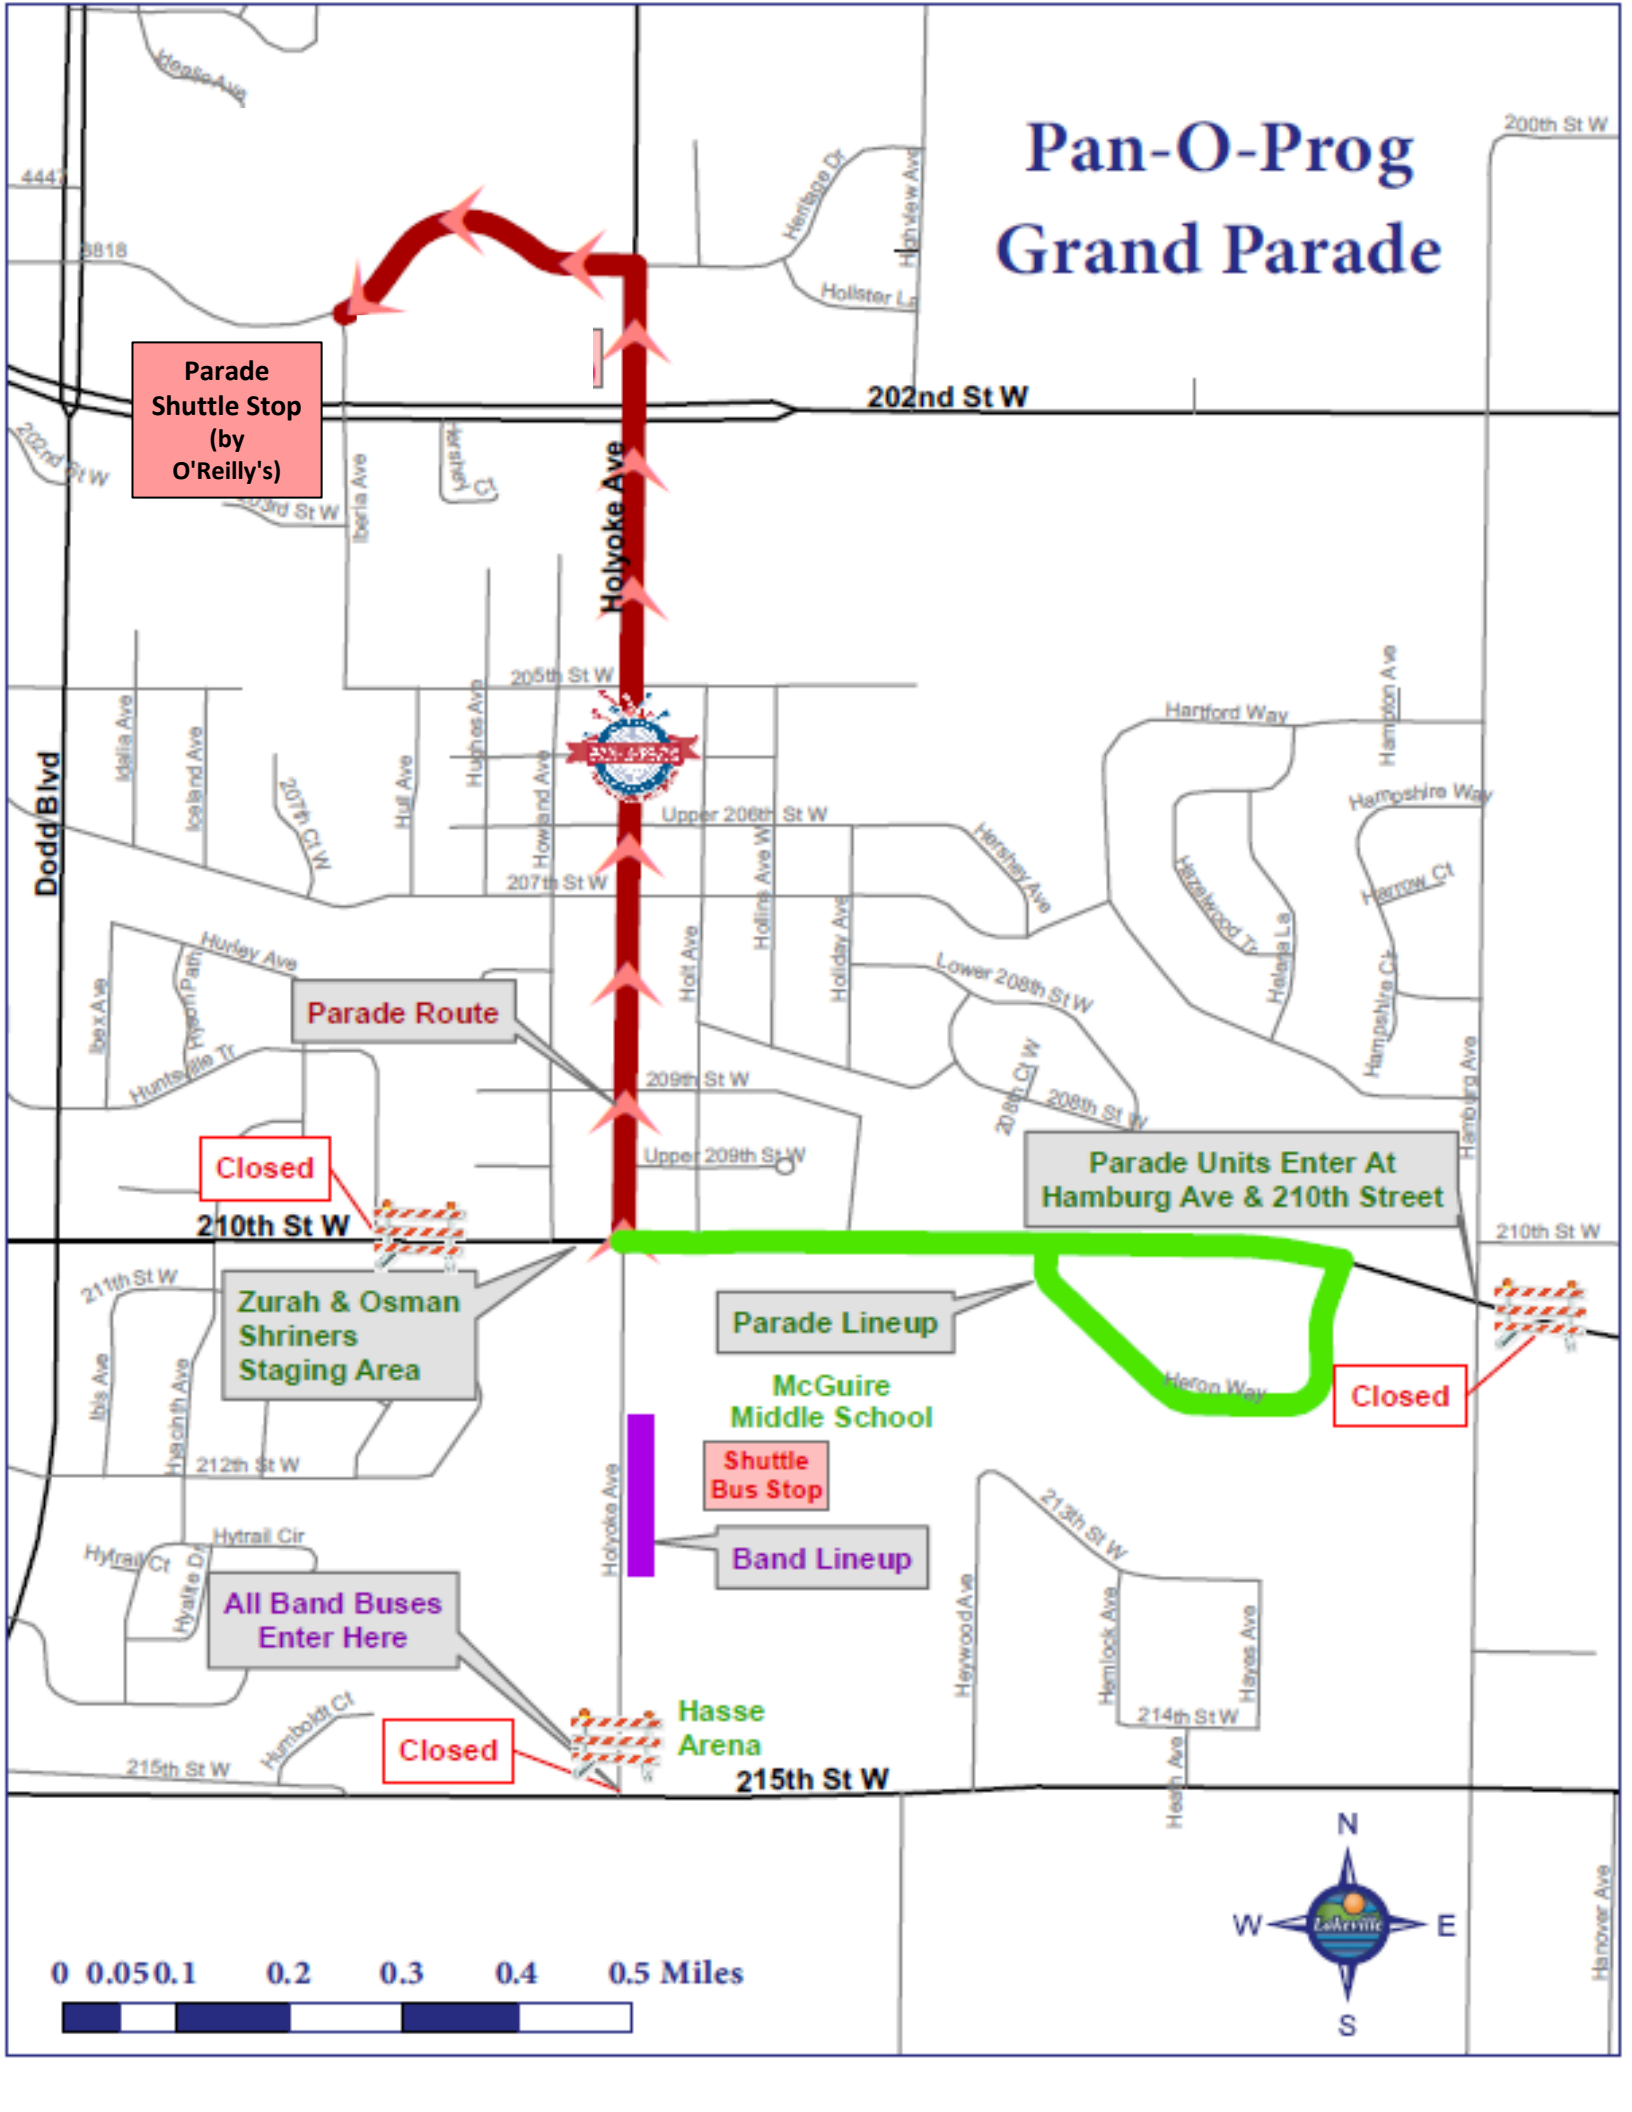 Idealic Ave
Pan-O-Prog
Grand Parade
200th St W
4447
8818
Heritage Dr
Highview Ave
Hollister La
Parade
Shuttle Stop
(by
O'Reilly's)
202nd St W
202nd St W
203rd St W
Iberia Ave
Hershey Ct
Holyoke Ave
205th St W
Idalia Ave
Iceland Ave
207th Ct W
Hull Ave
Hughes Ave
Howland Ave
Dodd Blvd
Upper 206th St W
207th St W
Hershey Ave
Hollins Ave W
Holt Ave
Holiday Ave
Hartford Way
Hampton Ave
Hampshire Way
Harrow Ct
Hazelwood Tr
Helena La
Hampshire Ct
Hamburg Ave
Hurley Ave
Hyson Path
Ibex Ave
Huntsville Tr
Lower 208th St W
208th Ct W
208th St W
Parade Route
209th St W
Upper 209th St W
Closed
210th St W
Parade Units Enter At
Hamburg Ave & 210th Street
210th St W
211th St W
Zurah & Osman
Shriners
Staging Area
Parade Lineup
Heron Way
Closed
McGuire
Middle School
Ibis Ave
Hyacinth Ave
212th St W
Shuttle
Bus Stop
Holyoke Ave
Band Lineup
213th St W
Hytrail Cir
Hytrail Ct
Hyalite Dr
All Band Buses
Enter Here
Heywood Ave
Hemlock Ave
Hayes Ave
214th St W
Heath Ave
Humboldt Ct
Closed
Hasse
Arena
215th St W
215th St W
N
W
E
S
Lakeville
Hanover Ave
0 0.05 0.1 0.2 0.3 0.4 0.5 Miles